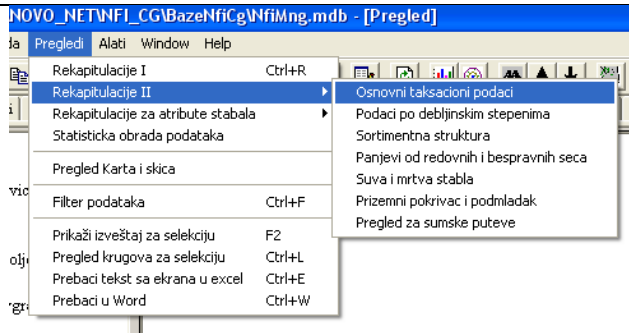 NOVO_NET\NFI_CG\BazeNfiCg\NfiMng.mdb - [Pregled]
Pregledi Alati Window Help
Rekapitulacije I Ctrl+R
Rekapitulacije II
Rekapitulacije za atribute stabala
Statisticka obrada podataka
Pregled Karta i skica
Filter podataka Ctrl+F
Prikaži izveštaj za selekciju F2
Pregled krugova za selekciju Ctrl+L
Prebaci tekst sa ekrana u excel Ctrl+E
Prebaci u Word Ctrl+W
Osnovni taksacioni podaci
Podaci po debljinskim stepenima
Sortimentna struktura
Panjevi od redovnih i bespravnih seca
Suva i mrtva stabla
Prizemni pokrivac i podmladak
Pregled za sumske puteve